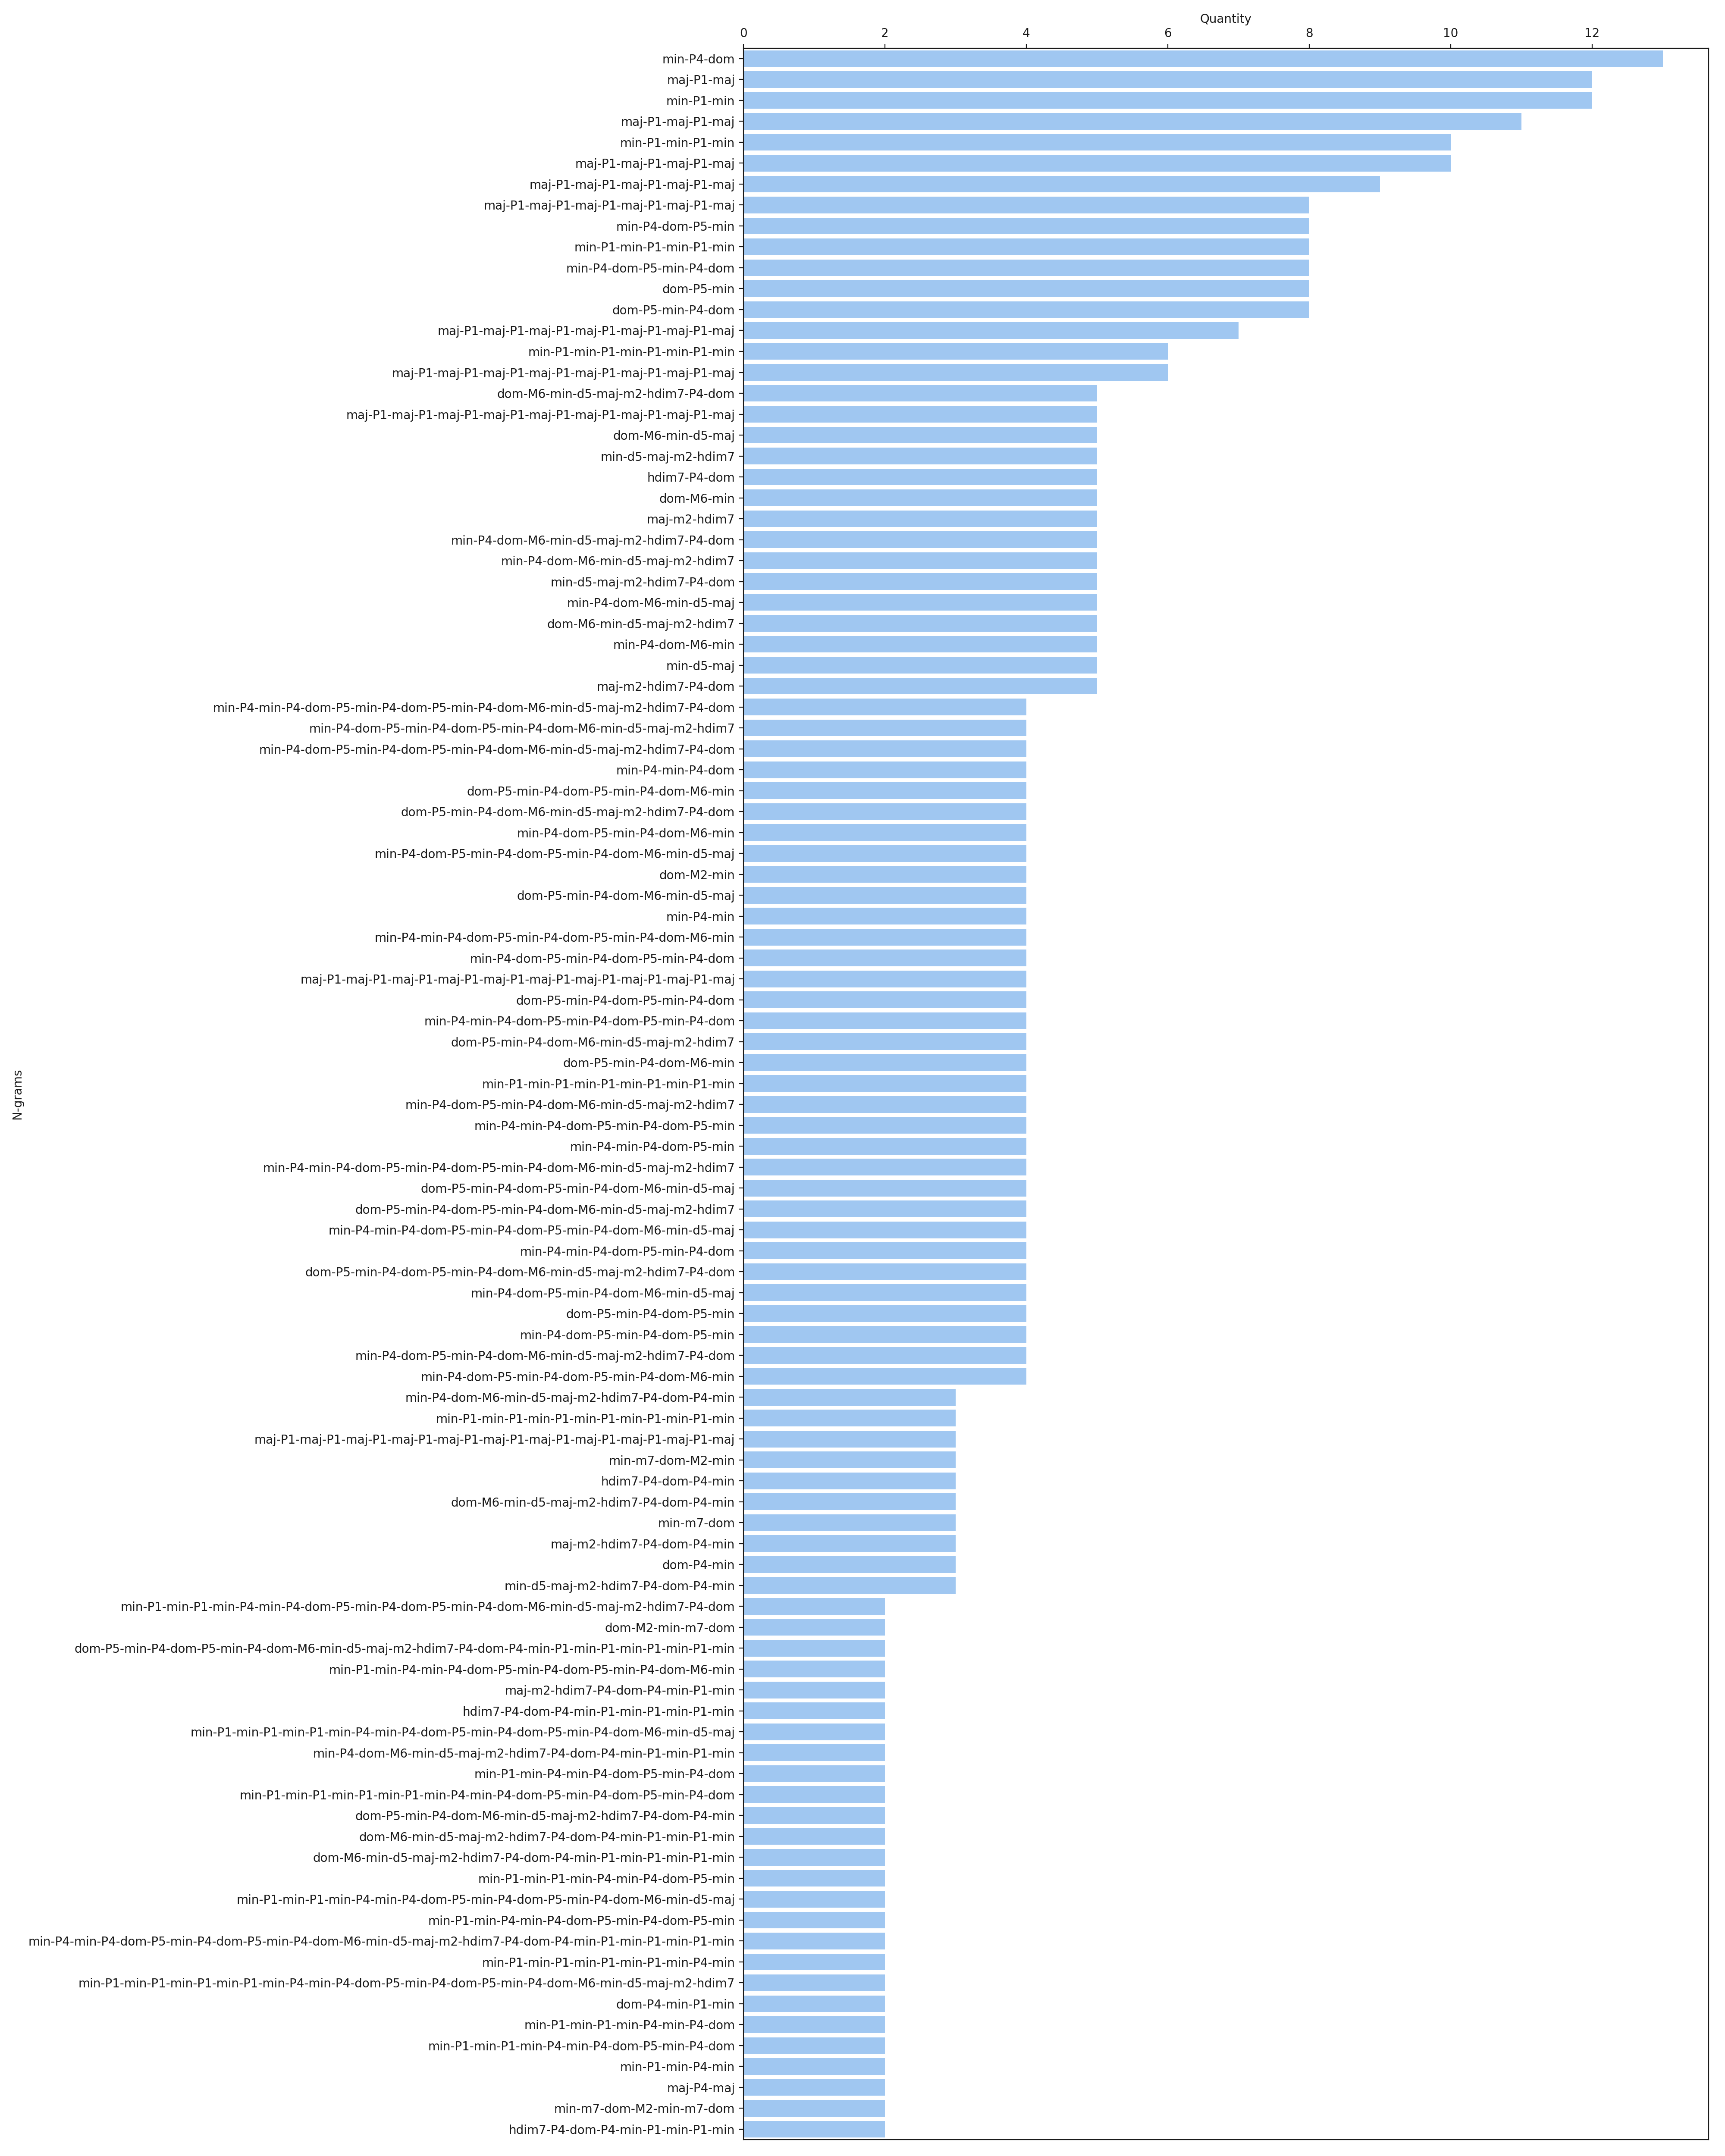 Quantity
0 2 4 6 8 10 12
min-P4-dom
maj-P1-maj
min-P1-min
maj-P1-maj-P1-maj
min-P1-min-P1-min
maj-P1-maj-P1-maj-P1-maj
maj-P1-maj-P1-maj-P1-maj-P1-maj
maj-P1-maj-P1-maj-P1-maj-P1-maj-P1-maj
min-P4-dom-P5-min
min-P1-min-P1-min-P1-min
min-P4-dom-P5-min-P4-dom
dom-P5-min
dom-P5-min-P4-dom
maj-P1-maj-P1-maj-P1-maj-P1-maj-P1-maj-P1-maj
min-P1-min-P1-min-P1-min-P1-min
maj-P1-maj-P1-maj-P1-maj-P1-maj-P1-maj-P1-maj-P1-maj
dom-M6-min-d5-maj-m2-hdim7-P4-dom
maj-P1-maj-P1-maj-P1-maj-P1-maj-P1-maj-P1-maj-P1-maj-P1-maj
dom-M6-min-d5-maj
min-d5-maj-m2-hdim7
hdim7-P4-dom
dom-M6-min
maj-m2-hdim7
min-P4-dom-M6-min-d5-maj-m2-hdim7-P4-dom
min-P4-dom-M6-min-d5-maj-m2-hdim7
min-d5-maj-m2-hdim7-P4-dom
min-P4-dom-M6-min-d5-maj
dom-M6-min-d5-maj-m2-hdim7
min-P4-dom-M6-min
min-d5-maj
maj-m2-hdim7-P4-dom
min-P4-min-P4-dom-P5-min-P4-dom-P5-min-P4-dom-M6-min-d5-maj-m2-hdim7-P4-dom
min-P4-dom-P5-min-P4-dom-P5-min-P4-dom-M6-min-d5-maj-m2-hdim7
min-P4-dom-P5-min-P4-dom-P5-min-P4-dom-M6-min-d5-maj-m2-hdim7-P4-dom
min-P4-min-P4-dom
dom-P5-min-P4-dom-P5-min-P4-dom-M6-min
dom-P5-min-P4-dom-M6-min-d5-maj-m2-hdim7-P4-dom
min-P4-dom-P5-min-P4-dom-M6-min
min-P4-dom-P5-min-P4-dom-P5-min-P4-dom-M6-min-d5-maj
dom-M2-min
dom-P5-min-P4-dom-M6-min-d5-maj
min-P4-min
min-P4-min-P4-dom-P5-min-P4-dom-P5-min-P4-dom-M6-min
min-P4-dom-P5-min-P4-dom-P5-min-P4-dom
maj-P1-maj-P1-maj-P1-maj-P1-maj-P1-maj-P1-maj-P1-maj-P1-maj-P1-maj
dom-P5-min-P4-dom-P5-min-P4-dom
min-P4-min-P4-dom-P5-min-P4-dom-P5-min-P4-dom
dom-P5-min-P4-dom-M6-min-d5-maj-m2-hdim7
dom-P5-min-P4-dom-M6-min
min-P1-min-P1-min-P1-min-P1-min-P1-min
min-P4-dom-P5-min-P4-dom-M6-min-d5-maj-m2-hdim7
min-P4-min-P4-dom-P5-min-P4-dom-P5-min
min-P4-min-P4-dom-P5-min
N-grams
min-P4-min-P4-dom-P5-min-P4-dom-P5-min-P4-dom-M6-min-d5-maj-m2-hdim7
dom-P5-min-P4-dom-P5-min-P4-dom-M6-min-d5-maj
dom-P5-min-P4-dom-P5-min-P4-dom-M6-min-d5-maj-m2-hdim7
min-P4-min-P4-dom-P5-min-P4-dom-P5-min-P4-dom-M6-min-d5-maj
min-P4-min-P4-dom-P5-min-P4-dom
dom-P5-min-P4-dom-P5-min-P4-dom-M6-min-d5-maj-m2-hdim7-P4-dom
min-P4-dom-P5-min-P4-dom-M6-min-d5-maj
dom-P5-min-P4-dom-P5-min
min-P4-dom-P5-min-P4-dom-P5-min
min-P4-dom-P5-min-P4-dom-M6-min-d5-maj-m2-hdim7-P4-dom
min-P4-dom-P5-min-P4-dom-P5-min-P4-dom-M6-min
min-P4-dom-M6-min-d5-maj-m2-hdim7-P4-dom-P4-min
min-P1-min-P1-min-P1-min-P1-min-P1-min-P1-min
maj-P1-maj-P1-maj-P1-maj-P1-maj-P1-maj-P1-maj-P1-maj-P1-maj-P1-maj-P1-maj
min-m7-dom-M2-min
hdim7-P4-dom-P4-min
dom-M6-min-d5-maj-m2-hdim7-P4-dom-P4-min
min-m7-dom
maj-m2-hdim7-P4-dom-P4-min
dom-P4-min
min-d5-maj-m2-hdim7-P4-dom-P4-min
min-P1-min-P1-min-P4-min-P4-dom-P5-min-P4-dom-P5-min-P4-dom-M6-min-d5-maj-m2-hdim7-P4-dom
dom-M2-min-m7-dom
dom-P5-min-P4-dom-P5-min-P4-dom-M6-min-d5-maj-m2-hdim7-P4-dom-P4-min-P1-min-P1-min-P1-min-P1-min
min-P1-min-P4-min-P4-dom-P5-min-P4-dom-P5-min-P4-dom-M6-min
maj-m2-hdim7-P4-dom-P4-min-P1-min
hdim7-P4-dom-P4-min-P1-min-P1-min-P1-min
min-P1-min-P1-min-P1-min-P4-min-P4-dom-P5-min-P4-dom-P5-min-P4-dom-M6-min-d5-maj
min-P4-dom-M6-min-d5-maj-m2-hdim7-P4-dom-P4-min-P1-min-P1-min
min-P1-min-P4-min-P4-dom-P5-min-P4-dom
min-P1-min-P1-min-P1-min-P1-min-P4-min-P4-dom-P5-min-P4-dom-P5-min-P4-dom
dom-P5-min-P4-dom-M6-min-d5-maj-m2-hdim7-P4-dom-P4-min
dom-M6-min-d5-maj-m2-hdim7-P4-dom-P4-min-P1-min-P1-min
dom-M6-min-d5-maj-m2-hdim7-P4-dom-P4-min-P1-min-P1-min-P1-min
min-P1-min-P1-min-P4-min-P4-dom-P5-min
min-P1-min-P1-min-P4-min-P4-dom-P5-min-P4-dom-P5-min-P4-dom-M6-min-d5-maj
min-P1-min-P4-min-P4-dom-P5-min-P4-dom-P5-min
min-P4-min-P4-dom-P5-min-P4-dom-P5-min-P4-dom-M6-min-d5-maj-m2-hdim7-P4-dom-P4-min-P1-min-P1-min-P1-min
min-P1-min-P1-min-P1-min-P1-min-P4-min
min-P1-min-P1-min-P1-min-P1-min-P4-min-P4-dom-P5-min-P4-dom-P5-min-P4-dom-M6-min-d5-maj-m2-hdim7
dom-P4-min-P1-min
min-P1-min-P1-min-P4-min-P4-dom
min-P1-min-P1-min-P4-min-P4-dom-P5-min-P4-dom
min-P1-min-P4-min
maj-P4-maj
min-m7-dom-M2-min-m7-dom
hdim7-P4-dom-P4-min-P1-min-P1-min